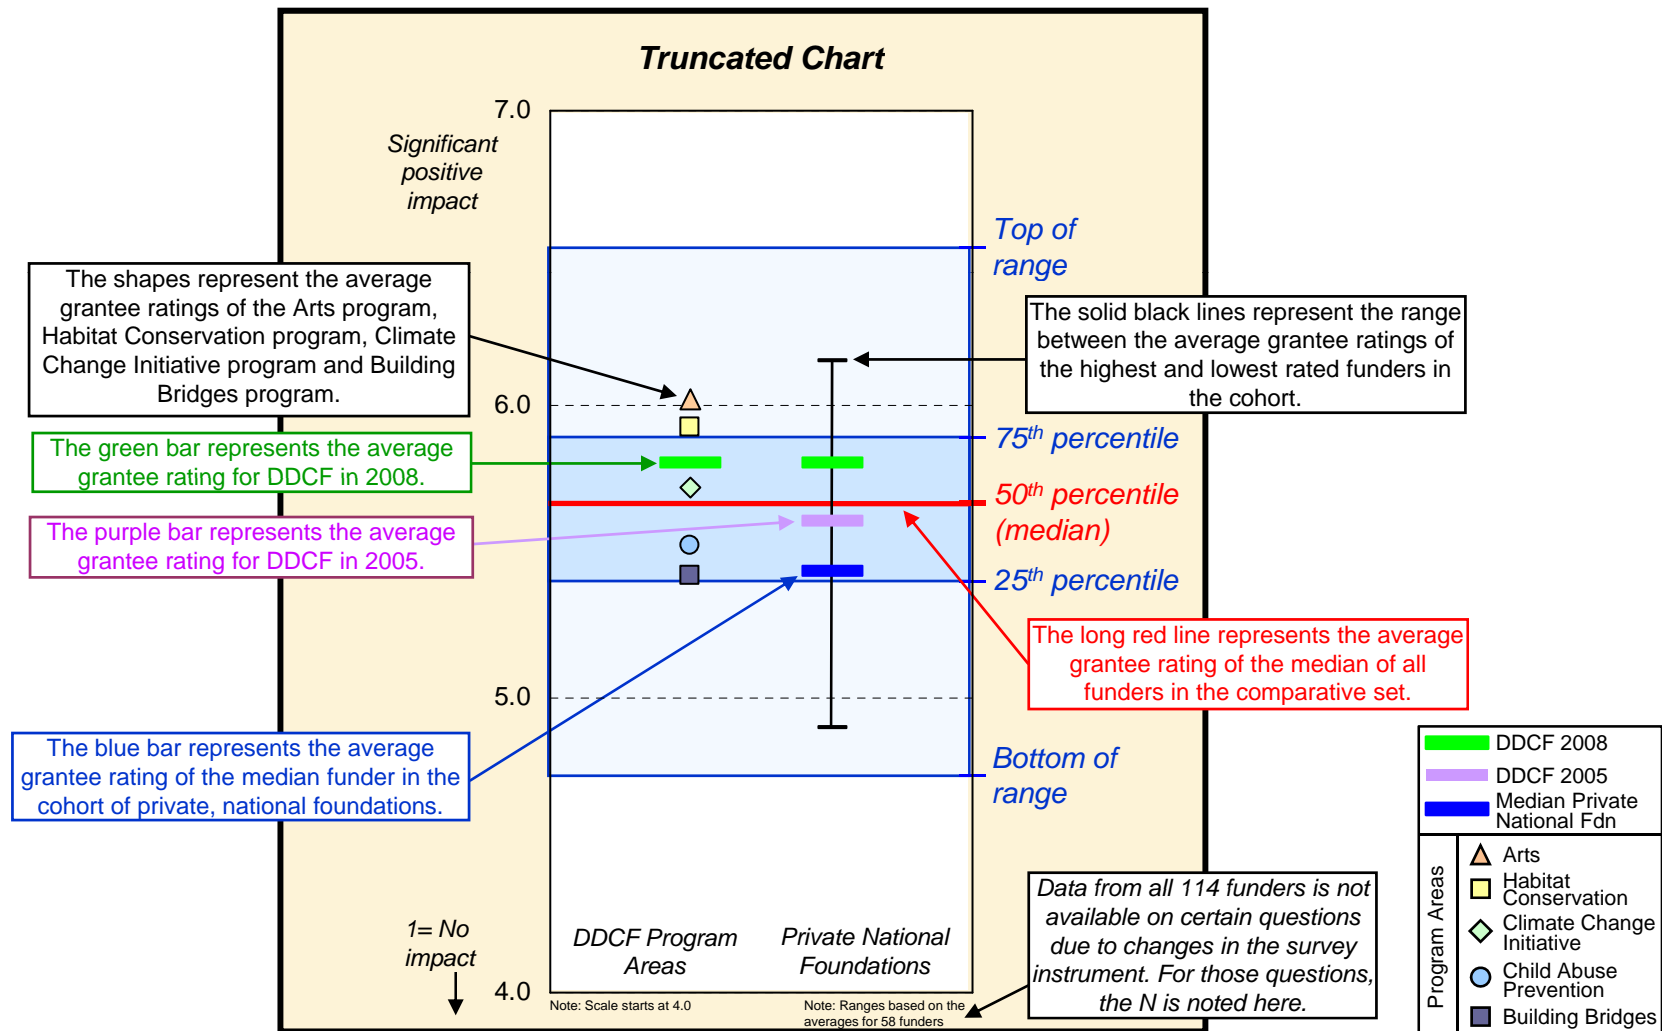 Truncated Chart
7.0
Significant
positive
impact
Top of
range
The shapes represent the average
grantee ratings of the Arts program,
Habitat Conservation program, Climate
Change Initiative program and Building
Bridges program.
The solid black lines represent the range
between the average grantee ratings of
the highest and lowest rated funders in
the cohort.
6.0
75th percentile
The green bar represents the average
grantee rating for DDCF in 2008.
50th percentile
(median)
The purple bar represents the average
grantee rating for DDCF in 2005.
25th percentile
The long red line represents the average
grantee rating of the median of all
funders in the comparative set.
5.0
The blue bar represents the average
grantee rating of the median funder in the
cohort of private, national foundations.
Bottom of
range
DDCF 2008
DDCF 2005
Median Private
National Fdn
Program Areas
Arts
Habitat
Conservation
Climate Change
Initiative
Child Abuse
Prevention
Building Bridges
Data from all 114 funders is not
available on certain questions
due to changes in the survey
instrument. For those questions,
the N is noted here.
1= No
impact
DDCF Program
Areas
Private National
Foundations
4.0
Note: Scale starts at 4.0
Note: Ranges based on the
averages for 58 funders